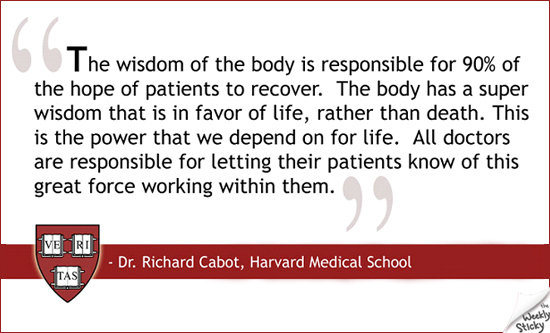 The wisdom of the body is responsible for 90% of
the hope of patients to recover.  The body has a super
wisdom that is in favor of life, rather than death. This
is the power that we depend on for life.  All doctors
are responsible for letting their patients know of this
great force working within them.
VE RI
TAS
- Dr. Richard Cabot, Harvard Medical School
the
Weekly
Sticky